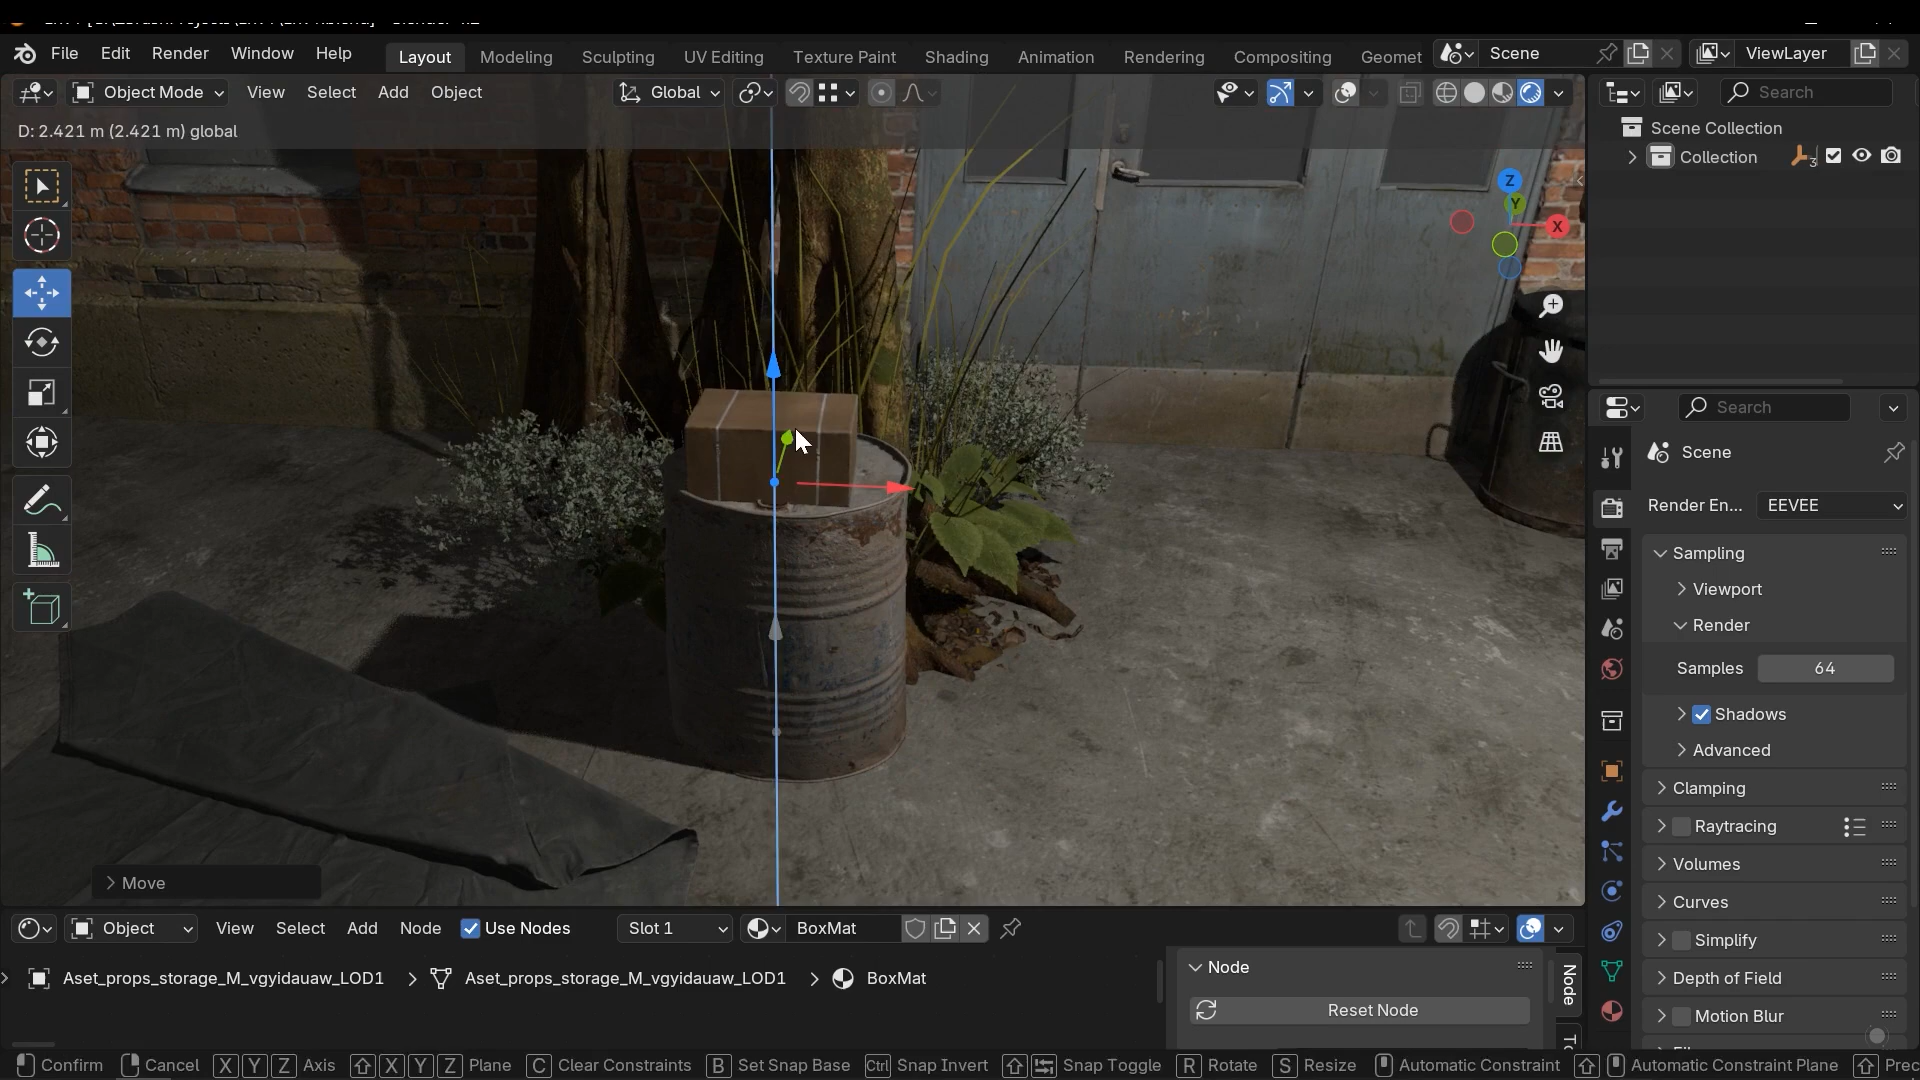 File Edit Render Window Help Layout Modeling Sculpting UV Editing Texture Paint Shading Animation Rendering Compositing Geomet Scene ViewLayer
Object Mode View Select Add Object Global Search
D: 2.421 m (2.421 m) global
Scene Collection
Collection 3
Z
Y
X
Search
Scene
Render En... EEVEE
Sampling
Viewport
Render
Samples 64
Shadows
Advanced
Clamping
Raytracing
Volumes
Curves
Simplify
Depth of Field
Motion Blur
Move
Object View Select Add Node Use Nodes Slot 1 BoxMat
Aset_props_storage_M_vgyidauaw_LOD1 Aset_props_storage_M_vgyidauaw_LOD1 BoxMat
Node
Reset Node
Node
Confirm Cancel X Y Z Axis X Y Z Plane C Clear Constraints B Set Snap Base Ctrl Snap Invert Snap Toggle R Rotate S Resize Automatic Constraint Automatic Constraint Plane Prec